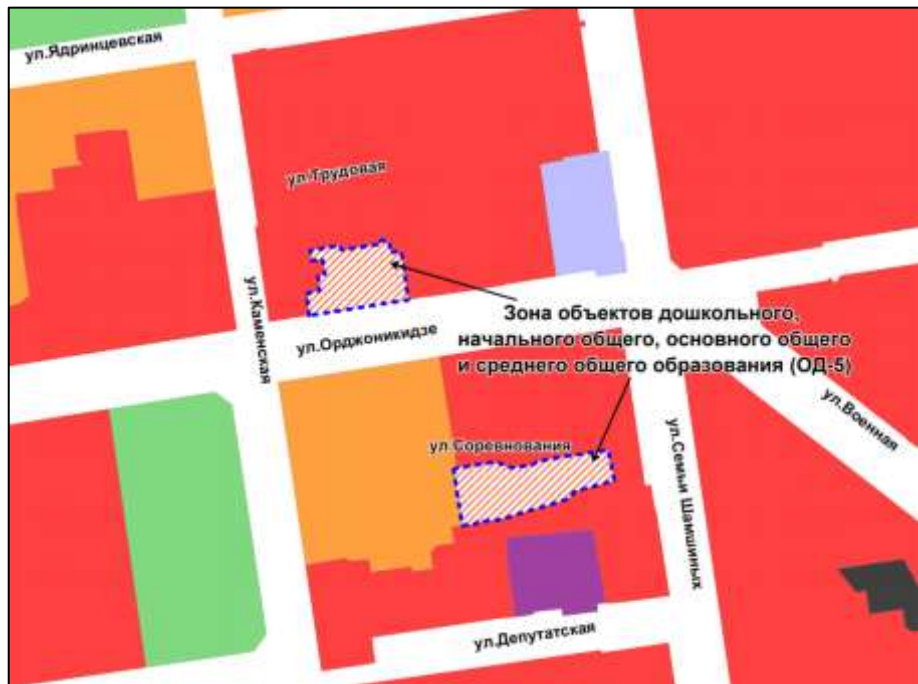 ул.Ядринцевская
ул.Трудовая
ул.Каменская
ул.Орджоникидзе
Зона объектов дошкольного,
начального общего, основного общего
и среднего общего образования (ОД-5)
ул.Военная
ул.Соревнования
ул.Семьи Шамшиных
ул.Депутатская